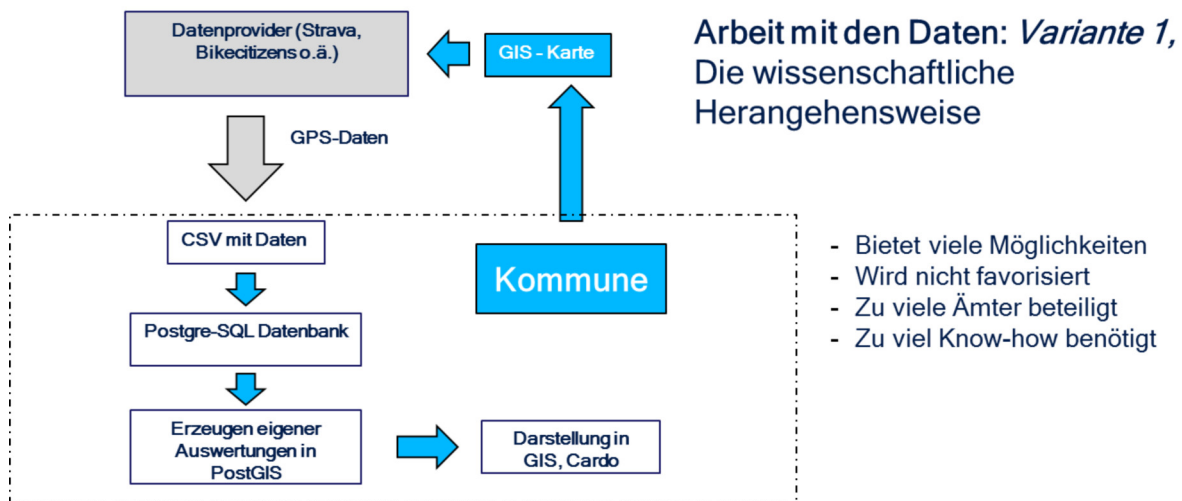 Arbeit mit den Daten: Variante 1,
Die wissenschaftliche
Herangehensweise
Datenprovider (Strava,
Bikecitizens o.ä.)
GIS - Karte
GPS-Daten
CSV mit Daten
Kommune
Postgre-SQL Datenbank
Erzeugen eigener
Auswertungen in
PostGIS
Darstellung in
GIS, Cardo
- Bietet viele Möglichkeiten
- Wird nicht favorisiert
- Zu viele Ämter beteiligt
- Zu viel Know-how benötigt